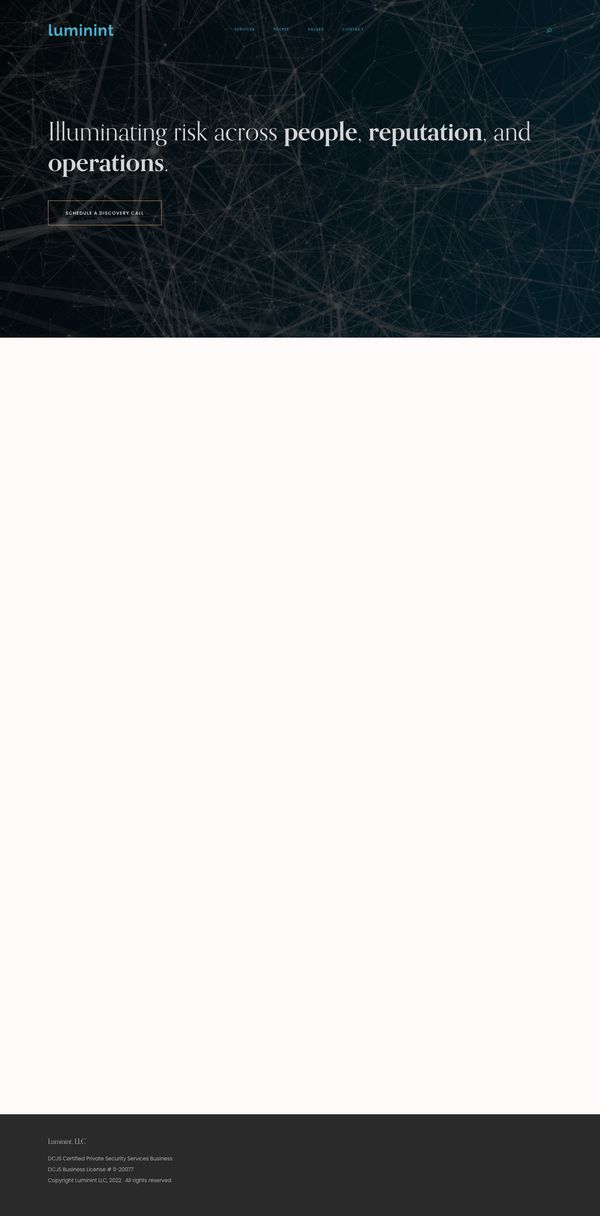 luminint
SERVICES PEOPLE VALUES CONTACT
Illuminating risk across people, reputation, and
operations.
SCHEDULE A DISCOVERY CALL
Luminint, LLC
DCJS Certified Private Security Services Business
DCJS Business License # 11-20077
Copyright Luminint LLC, 2022. All rights reserved.